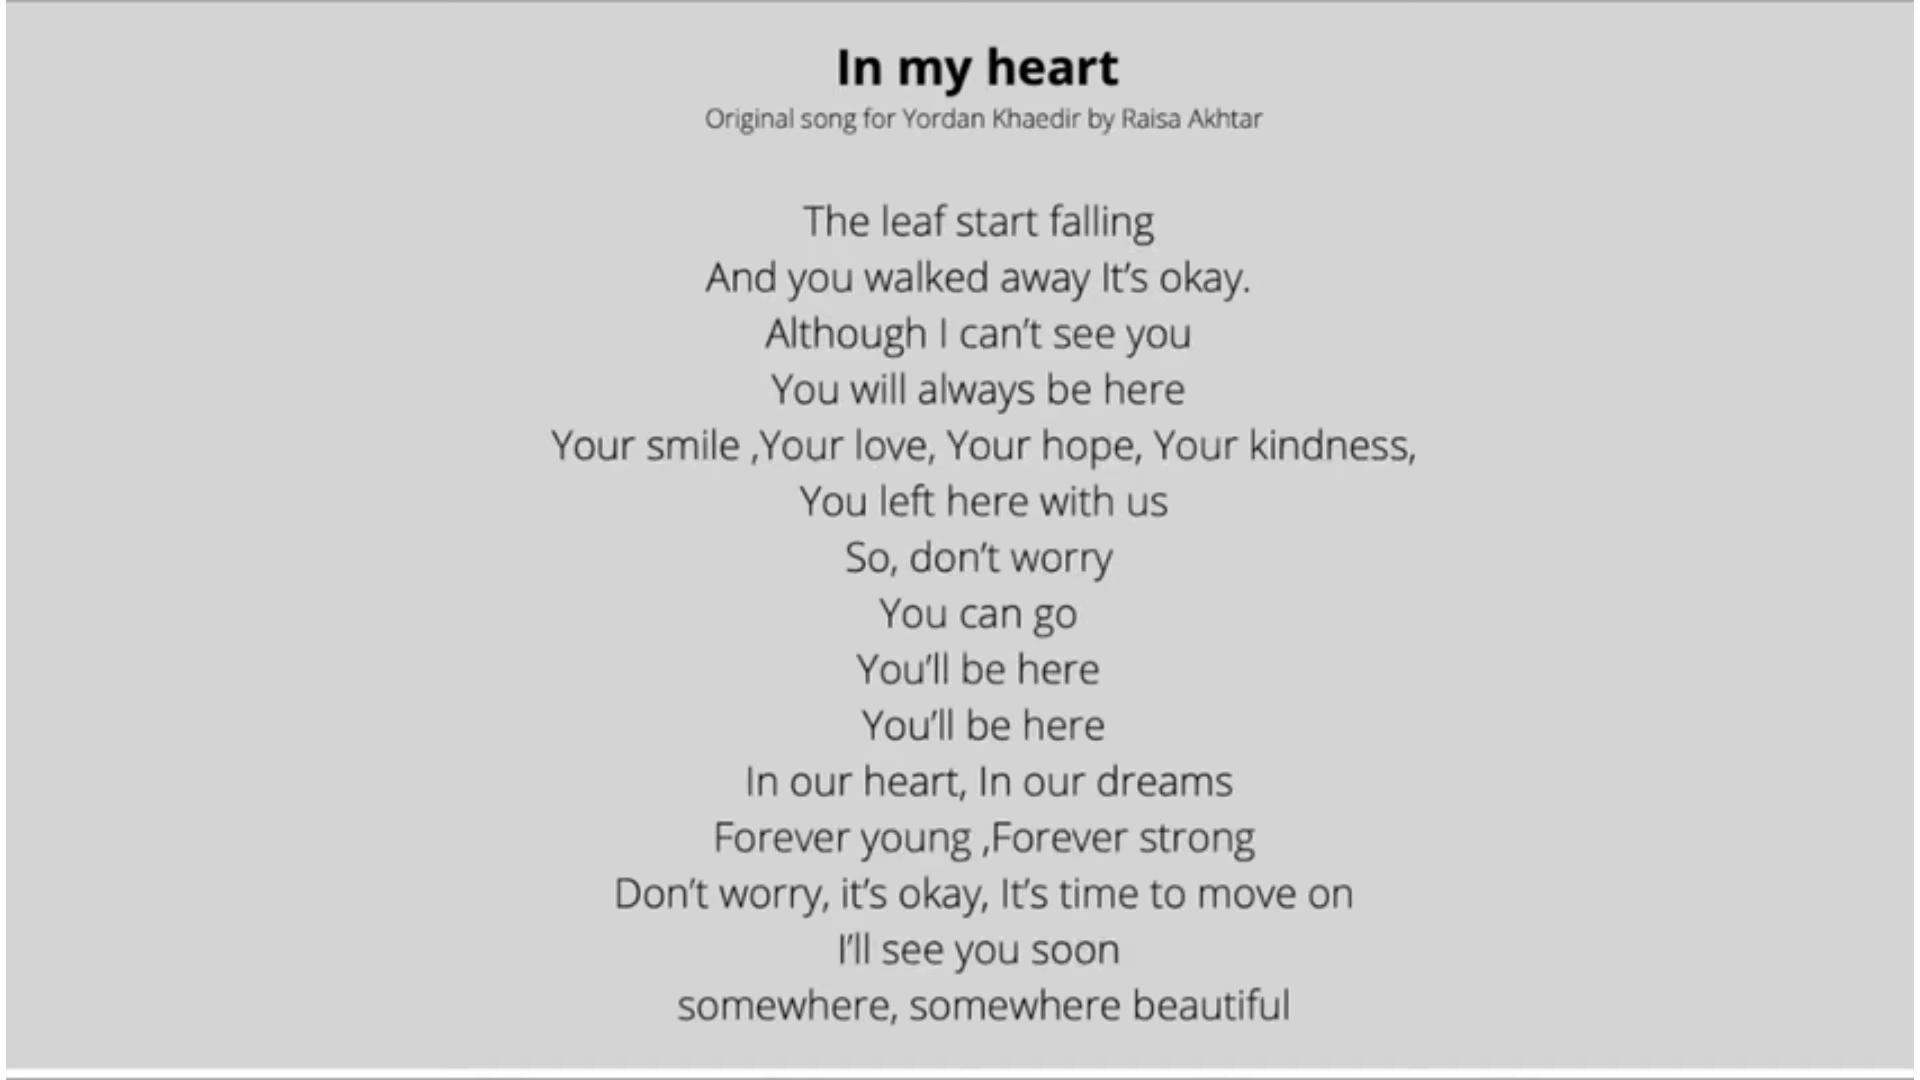 In my heart
Original song for Yordan Khaedir by Raisa Akhtar
The leaf start falling
And you walked away It’s okay.
Although I can’t see you
You will always be here
Your smile ,Your love, Your hope, Your kindness,
You left here with us
So, don’t worry
You can go
You’ll be here
You’ll be here
In our heart, In our dreams
Forever young ,Forever strong
Don’t worry, it’s okay, It’s time to move on
I’ll see you soon
somewhere, somewhere beautiful